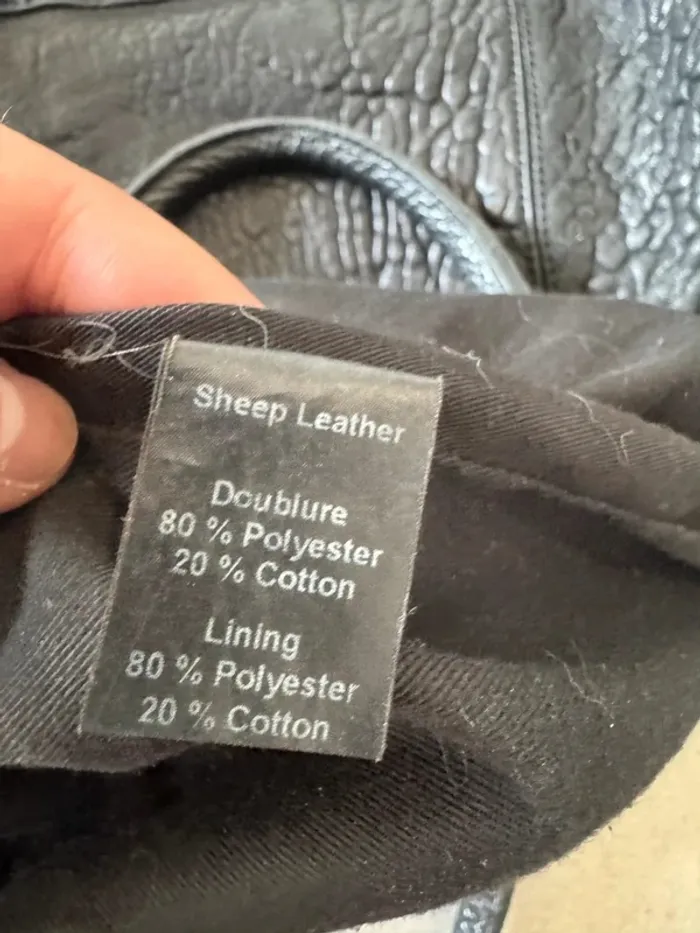 Sheep Leather
Doublure
80 % Polyester
20 % Cotton
Lining
80 % Polyester
20 % Cotton